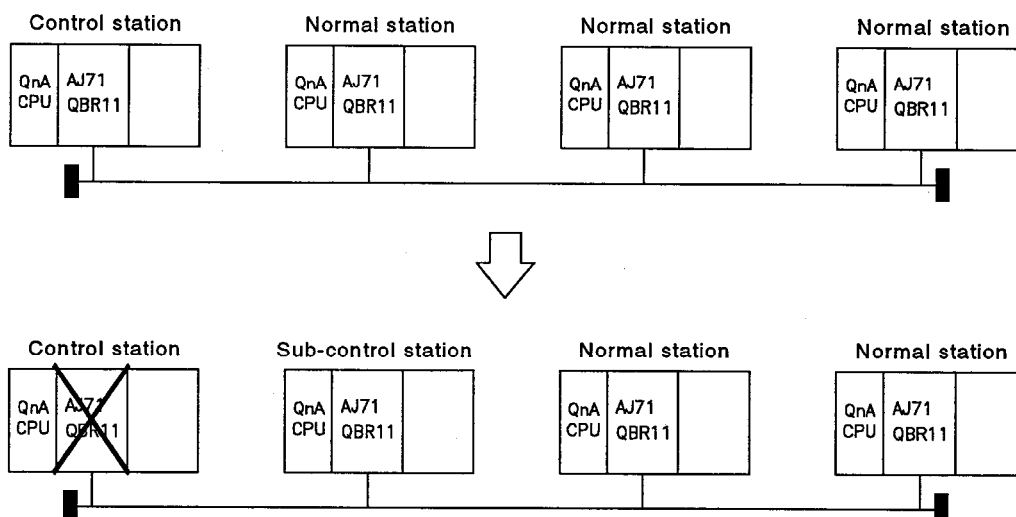 Control station
Normal station
Normal station
Normal station
QnA
CPU
AJ71
QBR11
QnA
CPU
AJ71
QBR11
QnA
CPU
AJ71
QBR11
QnA
CPU
AJ71
QBR11
Control station
Sub-control station
Normal station
Normal station
QnA
CPU
AJ71
QBR11
QnA
CPU
AJ71
QBR11
QnA
CPU
AJ71
QBR11
QnA
CPU
AJ71
QBR11